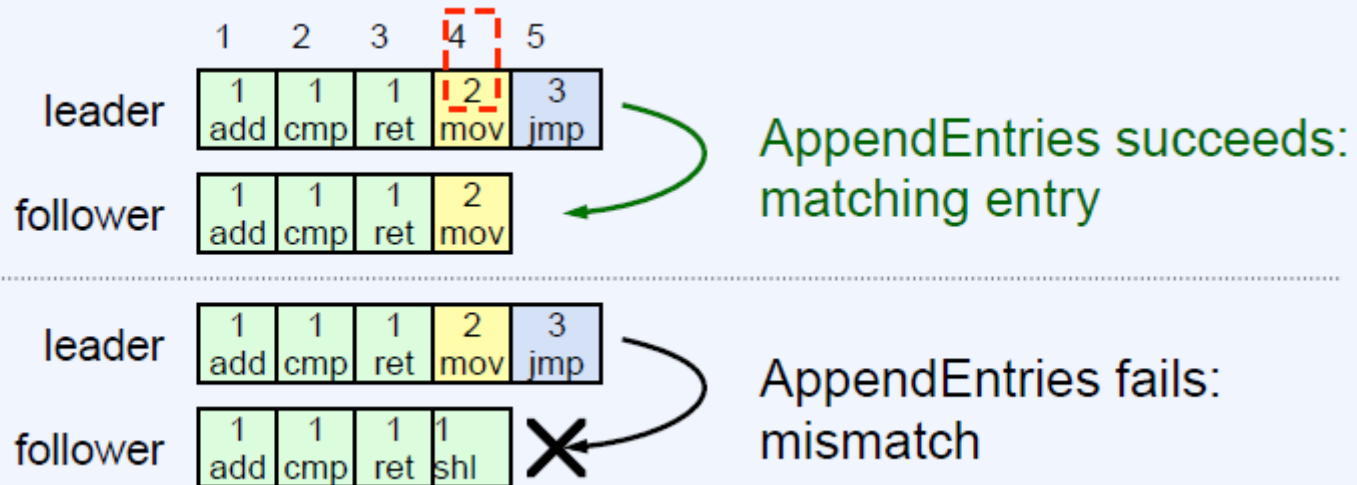 1 2 3 4 5
leader
1 1 1 2 3
add cmp ret mov jmp
AppendEntries succeeds:
matching entry
follower
1 1 1 2
add cmp ret mov
leader
1 1 1 2 3
add cmp ret mov jmp
AppendEntries fails:
mismatch
follower
1 1 1 1
add cmp ret shl